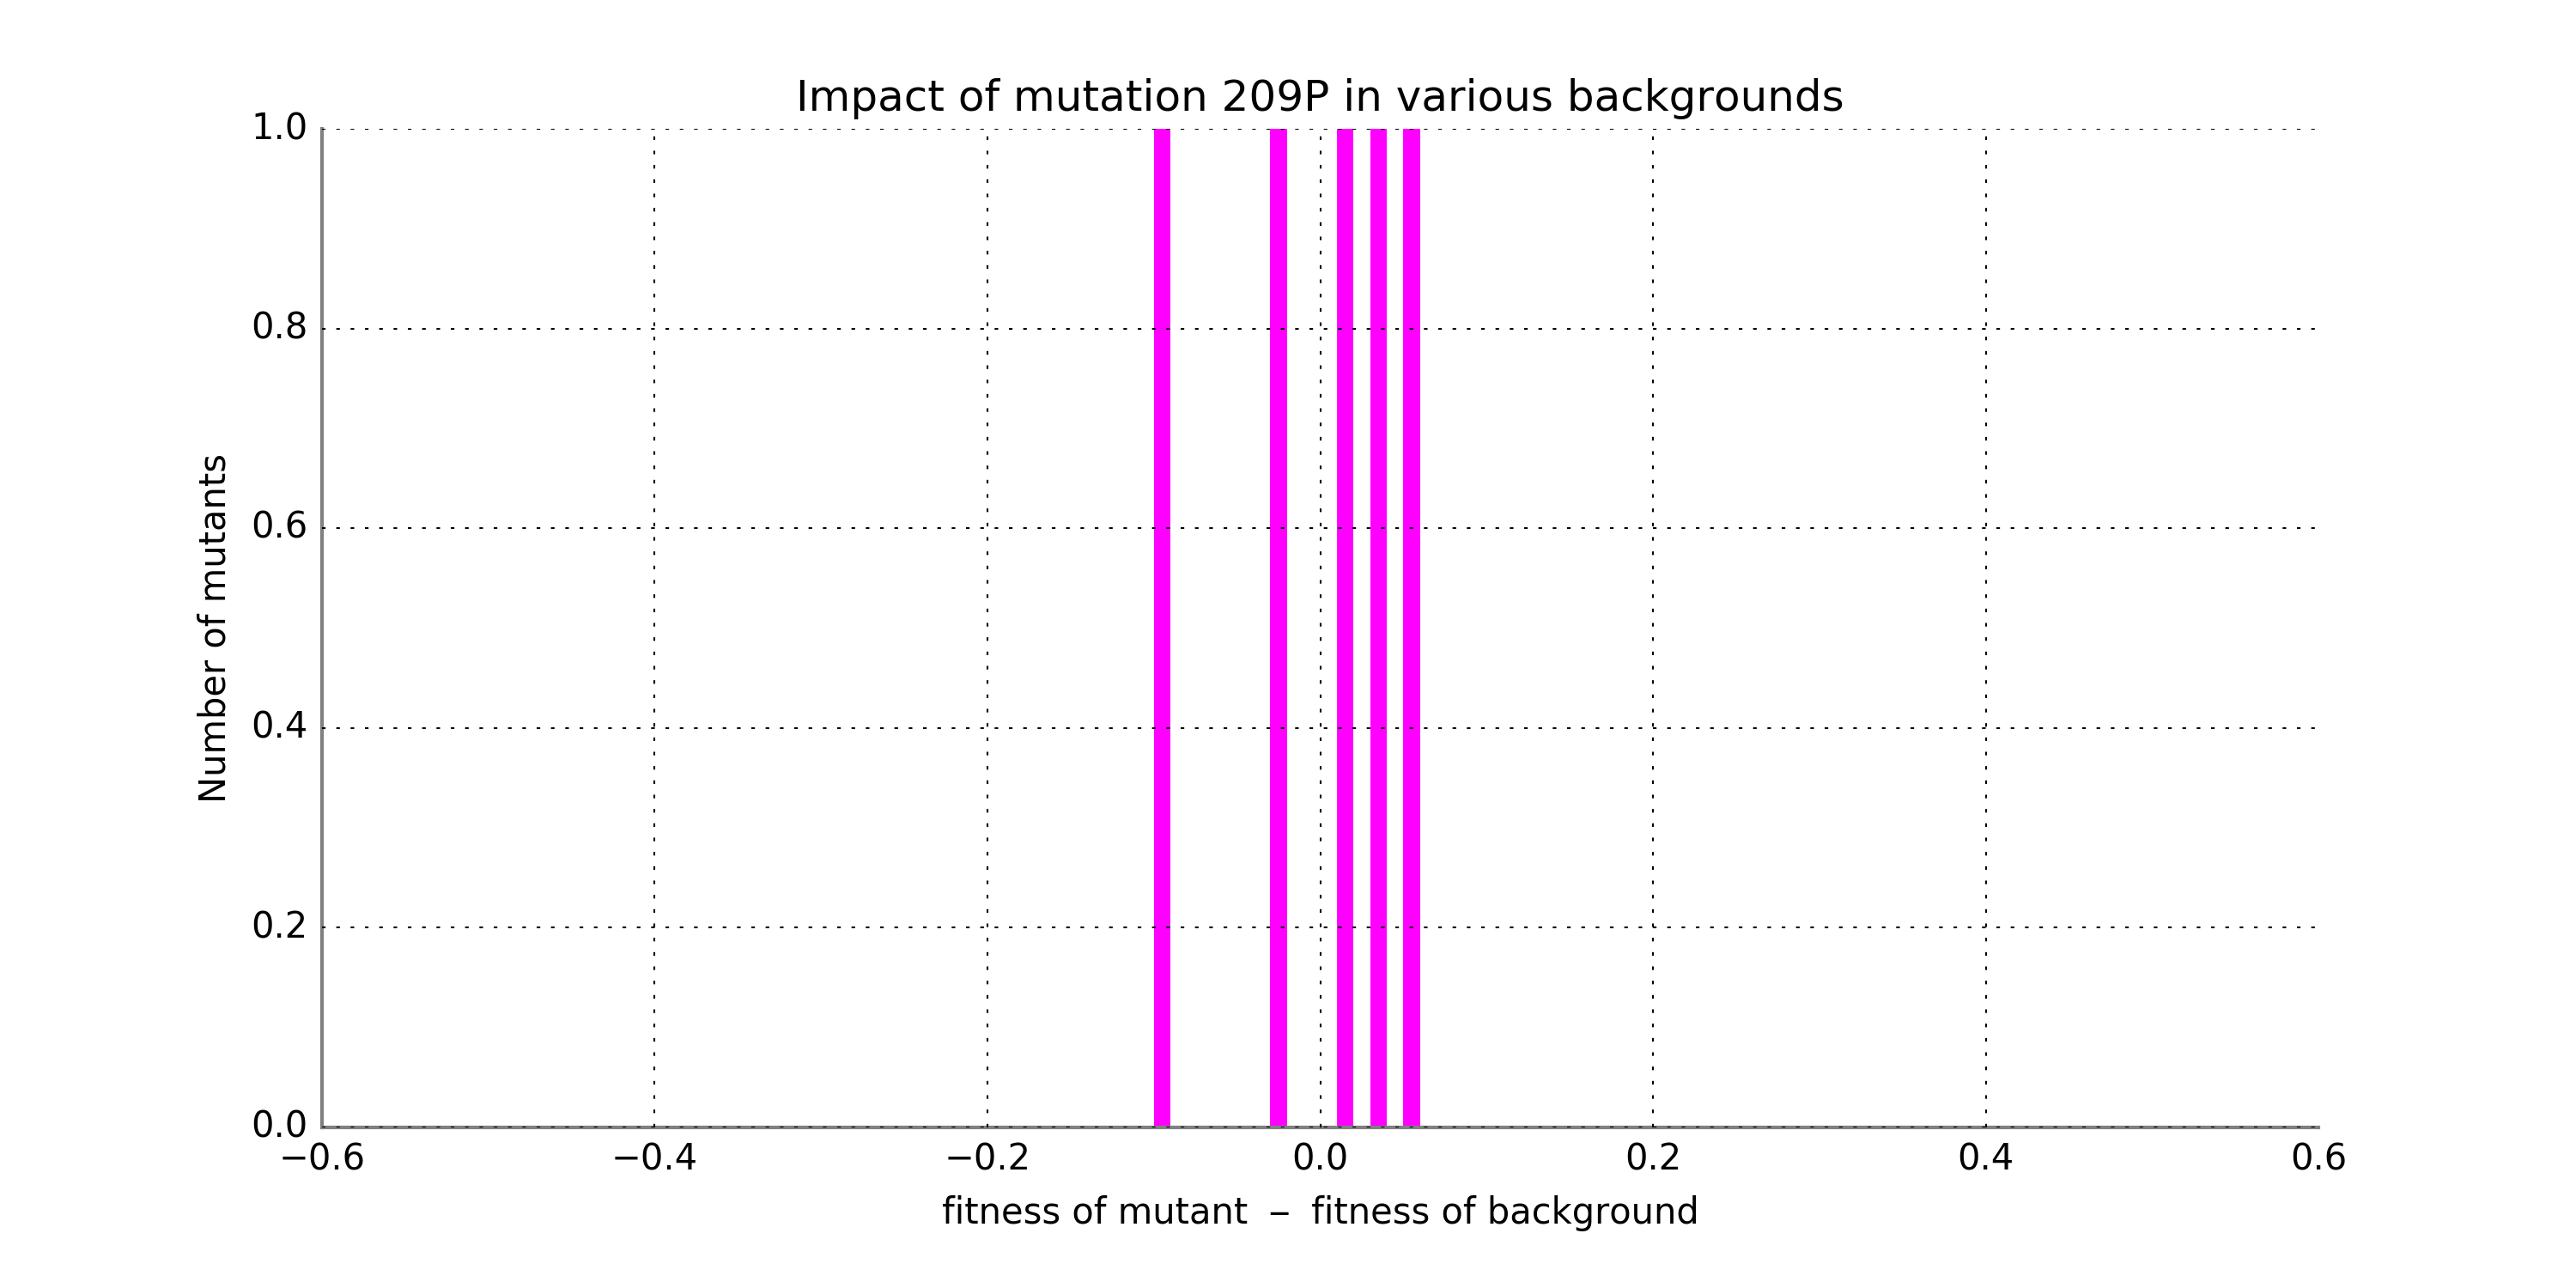 Impact of mutation 209P in various backgrounds
1.0
0.8
0.6
0.4
0.2
0.0
Number of mutants
−0.6 −0.4 −0.2 0.0 0.2 0.4 0.6
fitness of mutant − fitness of background